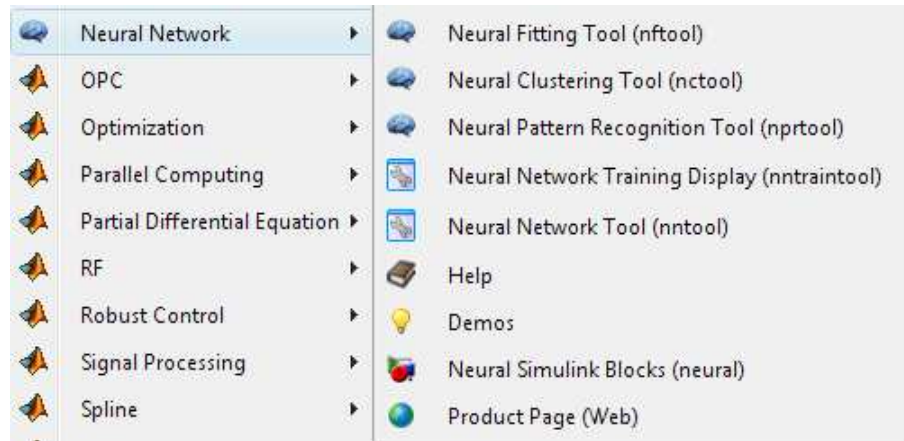 Neural Network
OPC
Optimization
Parallel Computing
Partial Differential Equation
RF
Robust Control
Signal Processing
Spline
Neural Fitting Tool (nftool)
Neural Clustering Tool (nctool)
Neural Pattern Recognition Tool (nprtool)
Neural Network Training Display (nntraintool)
Neural Network Tool (nntool)
Help
Demos
Neural Simulink Blocks (neural)
Product Page (Web)